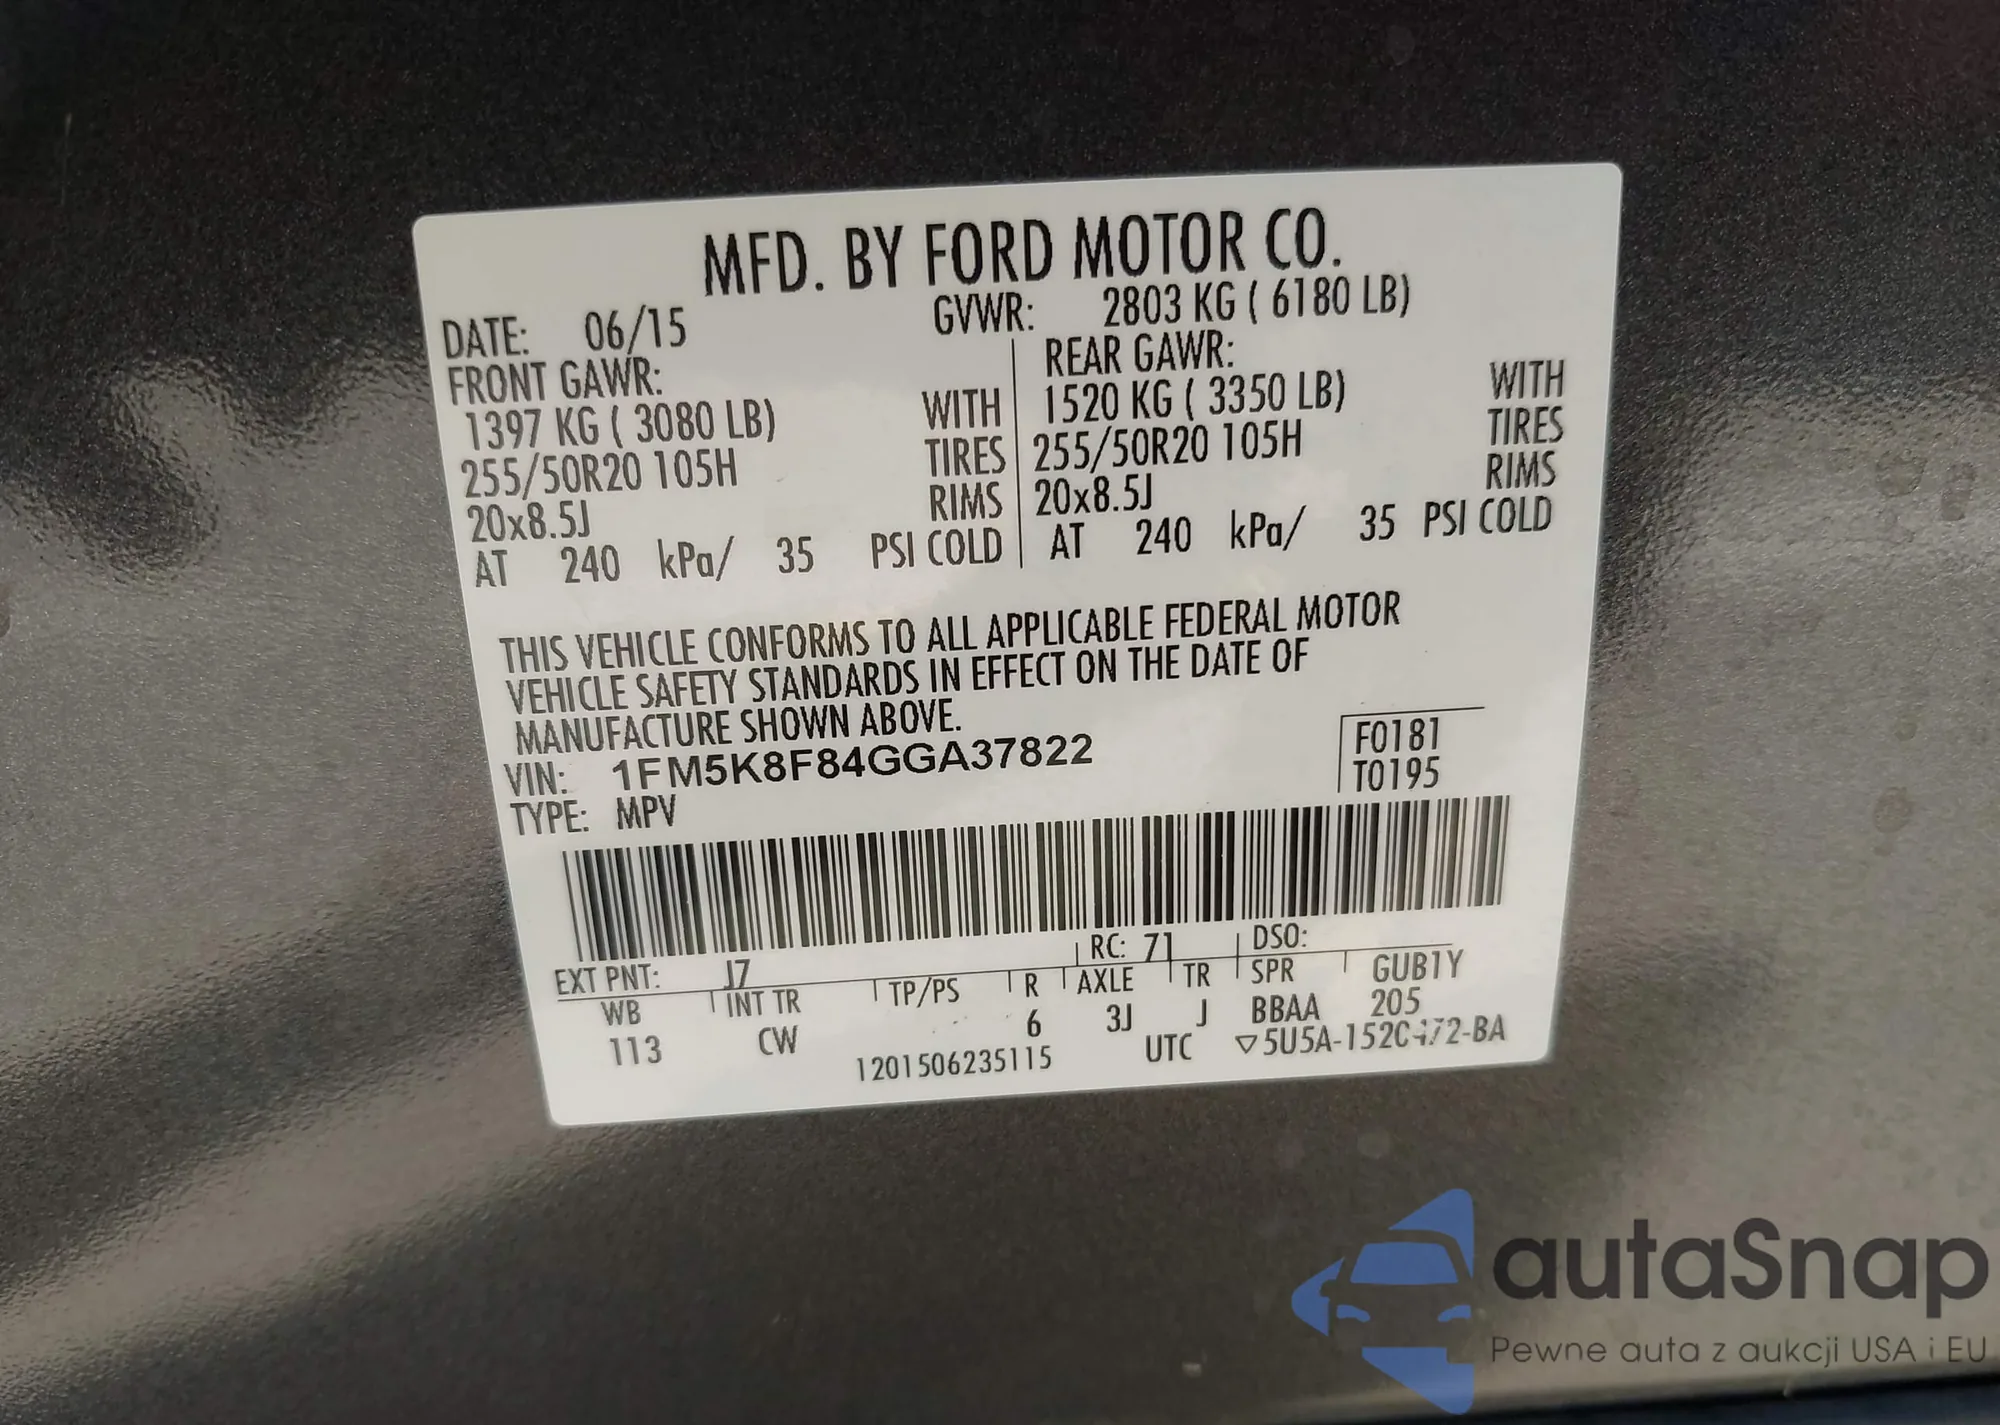 MFD. BY FORD MOTOR CO.
DATE: 06/15 GVWR: 2803 KG ( 6180 LB)
FRONT GAWR: REAR GAWR:
1397 KG ( 3080 LB) WITH 1520 KG ( 3350 LB) WITH
255/50R20 105H TIRES 255/50R20 105H TIRES
20x8.5J RIMS 20x8.5J RIMS
AT 240 kPa/ 35 PSI COLD AT 240 kPa/ 35 PSI COLD
THIS VEHICLE CONFORMS TO ALL APPLICABLE FEDERAL MOTOR
VEHICLE SAFETY STANDARDS IN EFFECT ON THE DATE OF
MANUFACTURE SHOWN ABOVE.
VIN: 1FM5K8F84GGA37822 F0181
TYPE: MPV T0195
EXT PNT: J7 RC: 71 DSO:
WB INT TR TP/PS R AXLE TR SPR GUB1Y
113 CW 6 3J J BBAA 205
1201506235115 UTC ▽5U5A-152C472-BA
autaSnap
Pewne auta z aukcji USA i EU